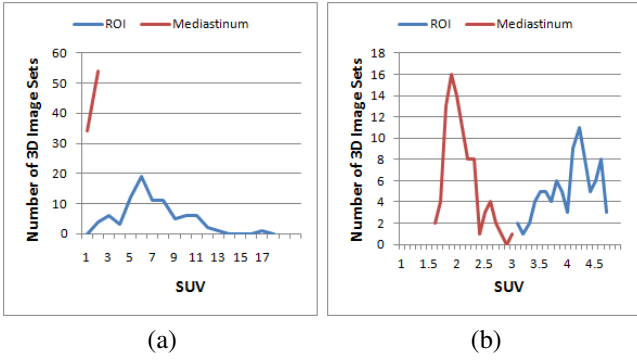 ROI Mediastinum
Number of 3D Image Sets
60
50
40
30
20
10
0
1 3 5 7 9 11 13 15 17
SUV
(a)
ROI Mediastinum
Number of 3D Image Sets
18
16
14
12
10
8
6
4
2
0
1 1.5 2 2.5 3 3.5 4 4.5
SUV
(b)